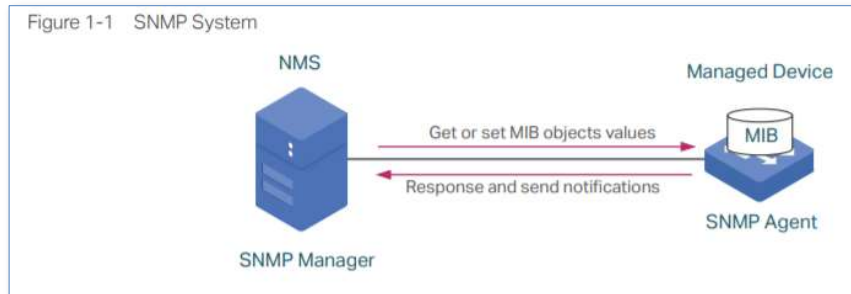 Figure 1-1 SNMP System
NMS
Managed Device
Get or set MIB objects values
MIB
Response and send notifications
SNMP Agent
SNMP Manager